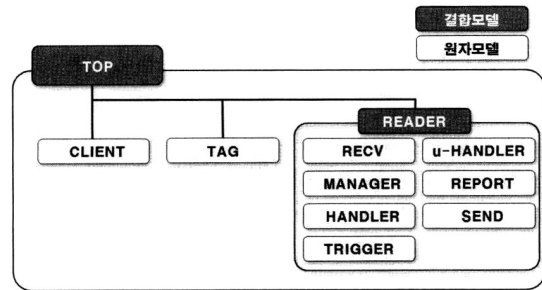 결합모델
원자모델
TOP
READER
CLIENT
TAG
RECV
u-HANDLER
MANAGER
REPORT
HANDLER
SEND
TRIGGER